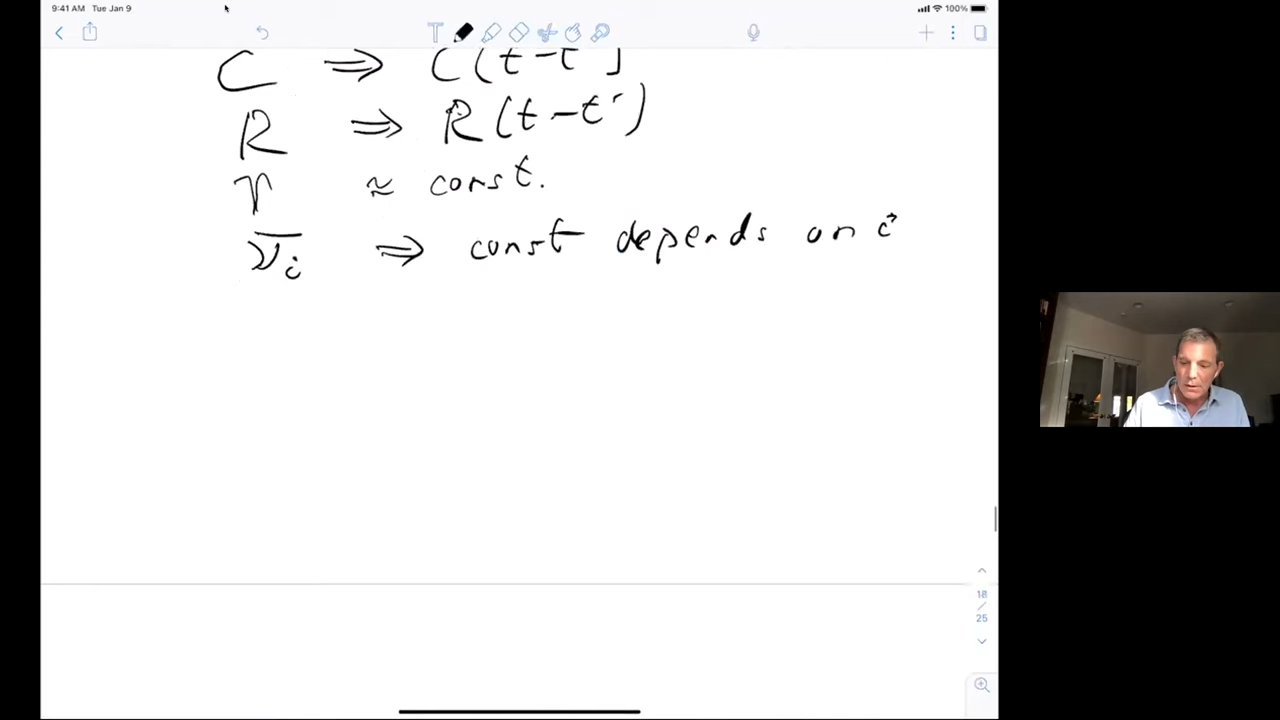 9:41 AM Tue Jan 9 100%
T
C ⇒ C(t-t')
R ⇒ R(t-t')
≈ const.
⇒ const depends on i
18
/
25